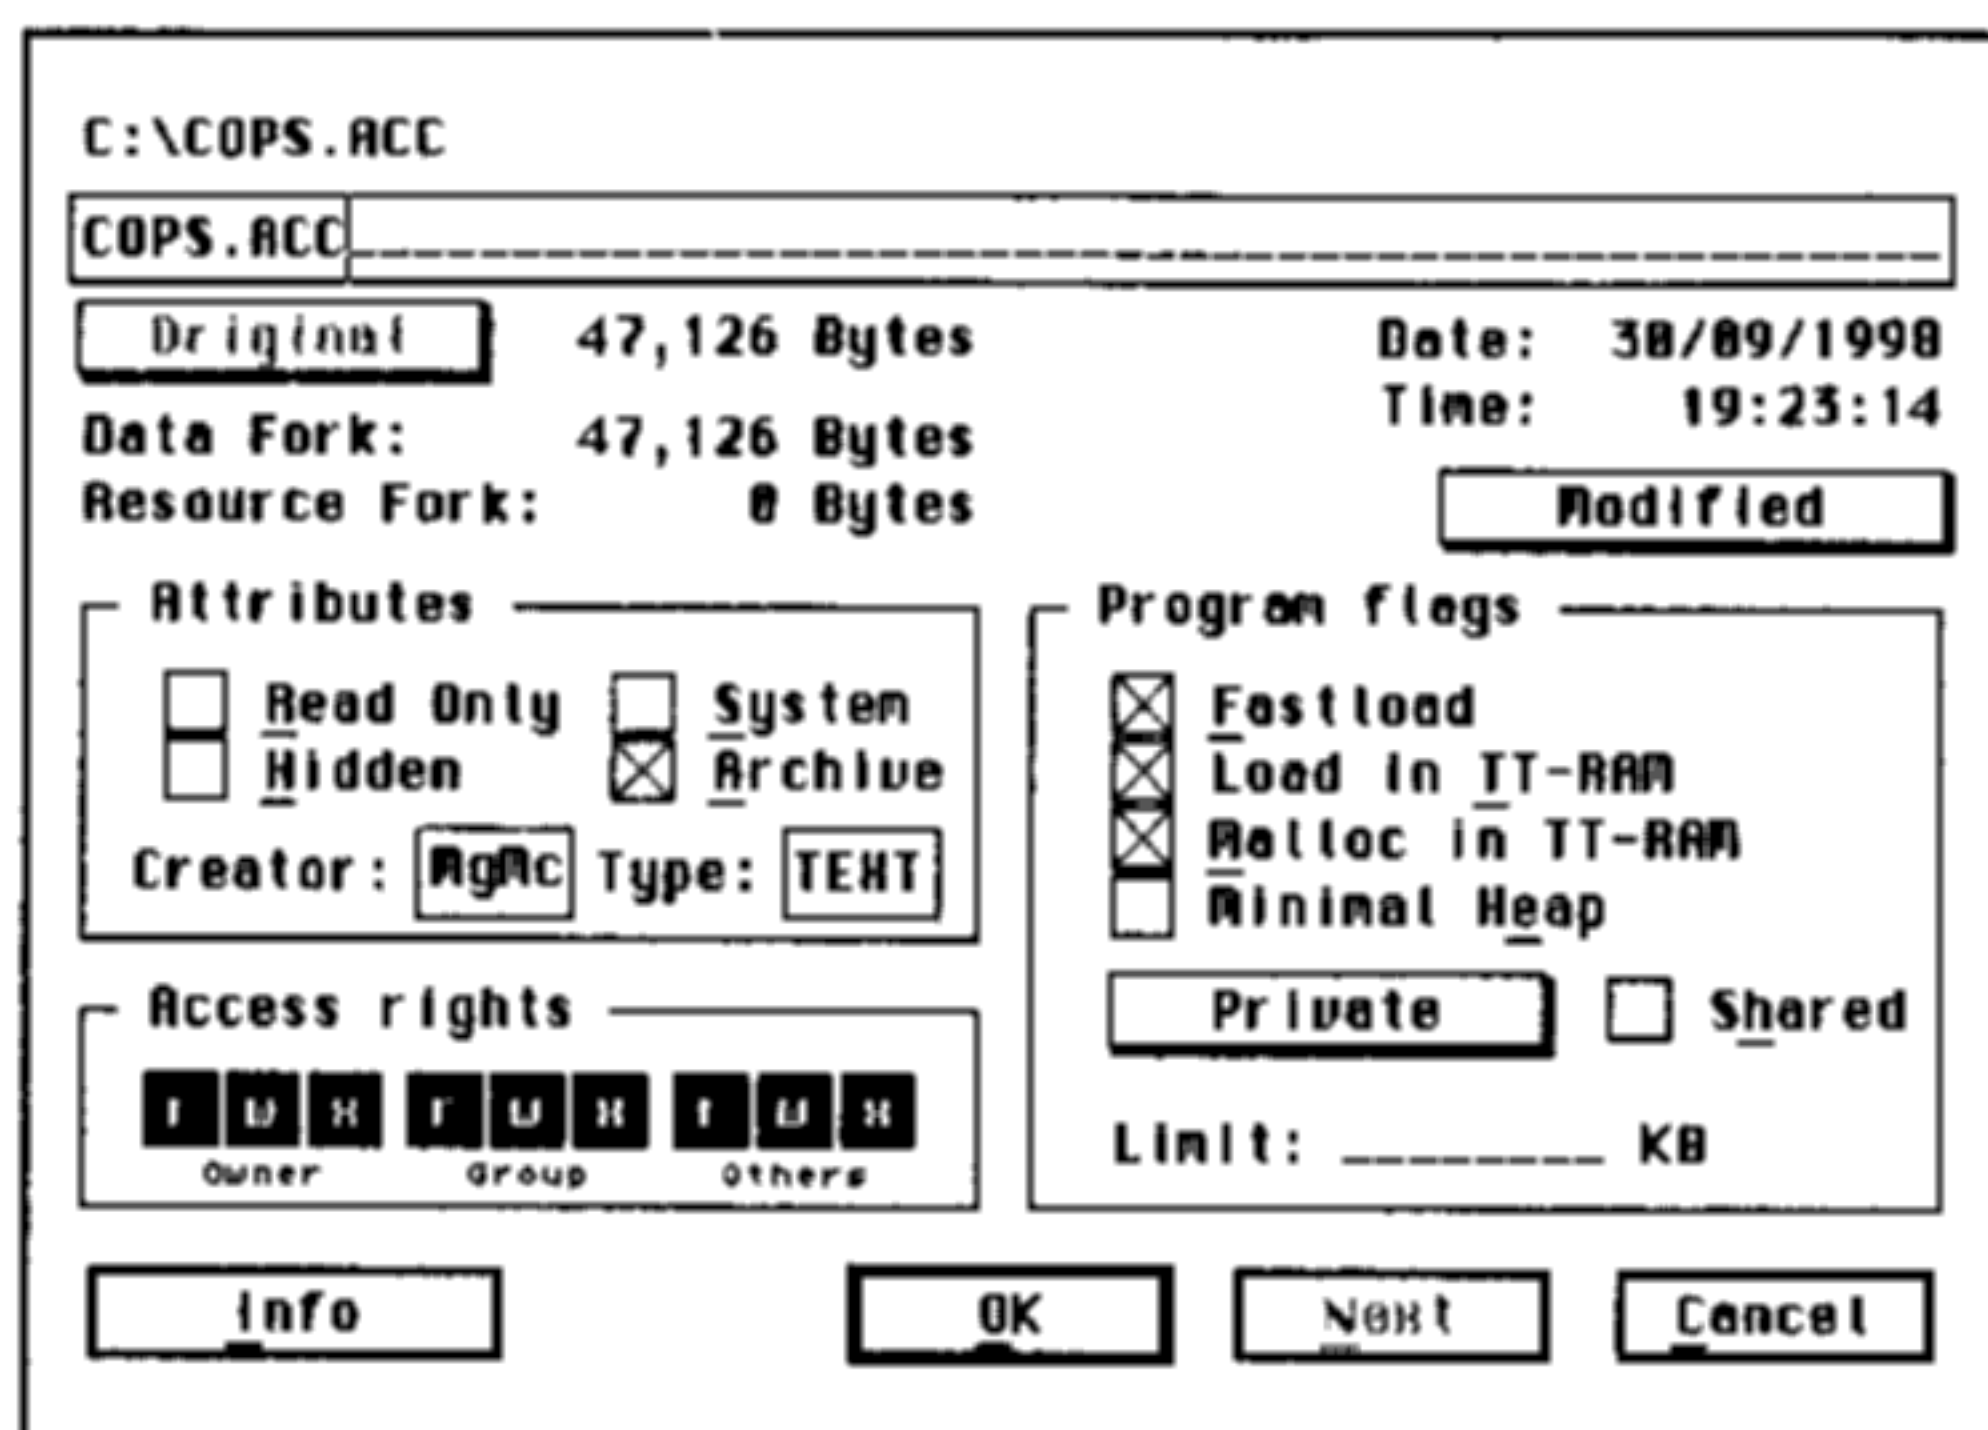 C:\COPS.ACC
COPS.ACC
Original 47,126 Bytes Date: 30/09/1998
Time: 19:23:14
Data Fork: 47,126 Bytes
Resource Fork: 0 Bytes
Modified
Attributes
Read Only System
Hidden Archive
Creator: MgMc Type: TEXT
Program flags
Fastload
Load in TT-RAM
Malloc in TT-RAM
Minimal Heap
Private Shared
Limit: ________ KB
Access rights
r w x r w x r w x
Owner Group Others
Info OK Next Cancel